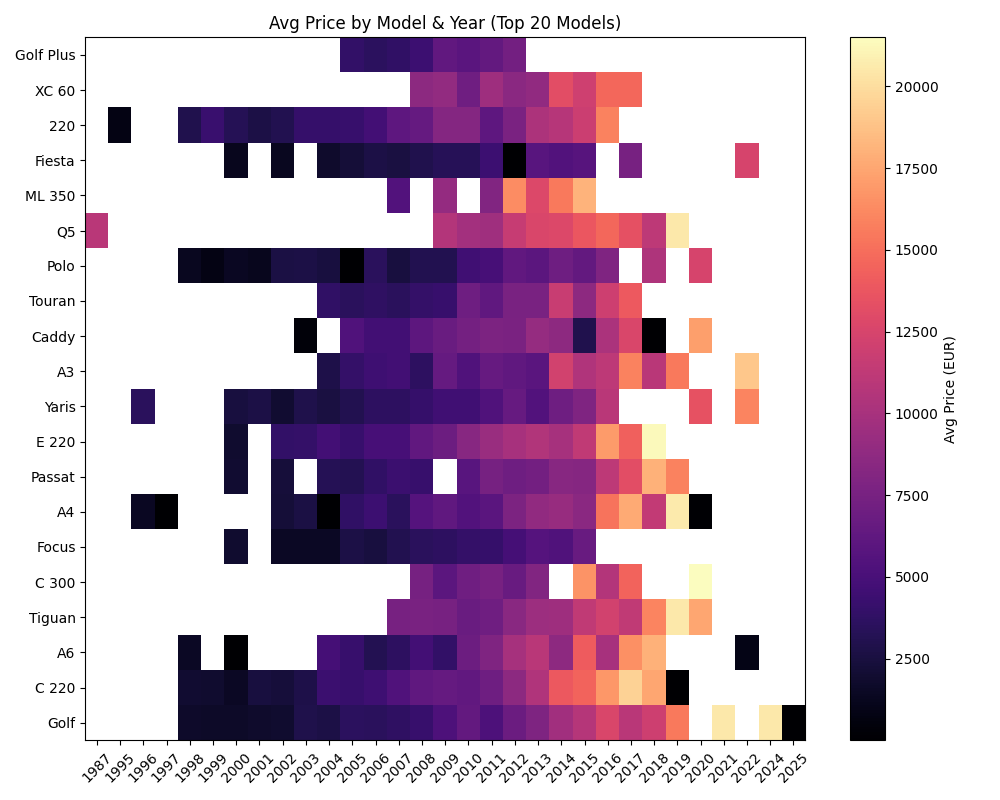 Avg Price by Model & Year (Top 20 Models)
Golf Plus
XC 60
220
Fiesta
ML 350
Q5
Polo
Touran
Caddy
A3
Yaris
E 220
Passat
A4
Focus
C 300
Tiguan
A6
C 220
Golf
1987
1995
1996
1997
1998
1999
2000
2001
2002
2003
2004
2005
2006
2007
2008
2009
2010
2011
2012
2013
2014
2015
2016
2017
2018
2019
2020
2021
2022
2024
2025
20000
17500
15000
12500
10000
7500
5000
2500
Avg Price (EUR)